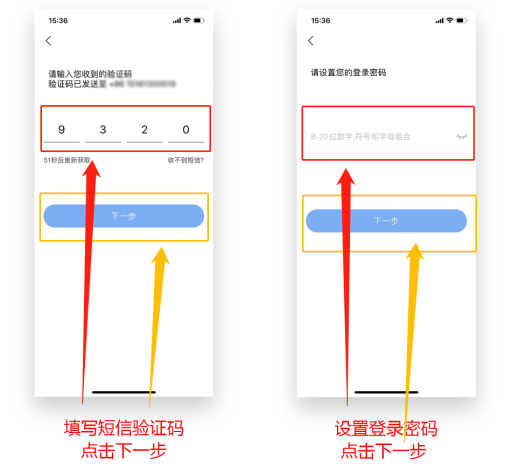 15:36
请输入您收到的验证码
验证码已发送至 +86
9 3 2 0
51秒后重新获取 收不到短信?
下一步
填写短信验证码
点击下一步
15:36
请设置您的登录密码
8-20位数字,符号和字母组合
下一步
设置登录密码
点击下一步